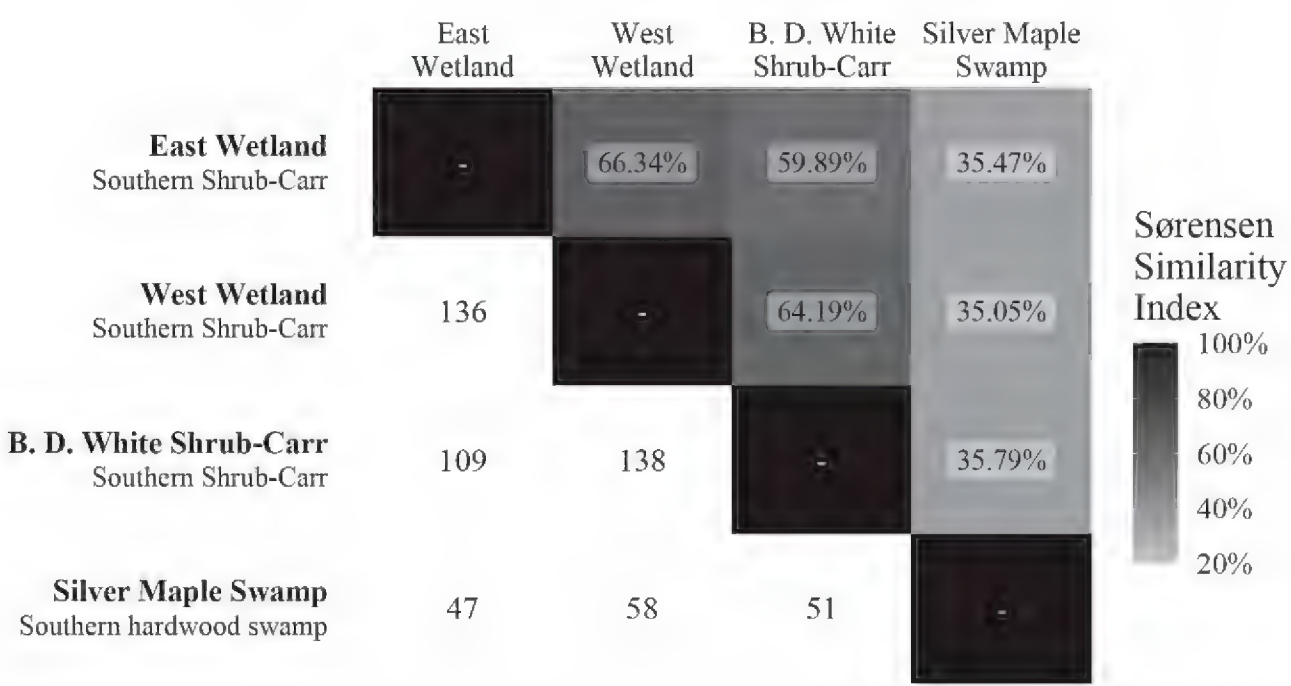 East
Wetland
West
Wetland
B. D. White
Shrub-Carr
Silver Maple
Swamp
East Wetland
Southern Shrub-Carr
-
66.34%
59.89%
35.47%
West Wetland
Southern Shrub-Carr
136
-
64.19%
35.05%
B. D. White Shrub-Carr
Southern Shrub-Carr
109
138
-
35.79%
Silver Maple Swamp
Southern hardwood swamp
47
58
51
-
Sørensen
Similarity
Index
100%
80%
60%
40%
20%